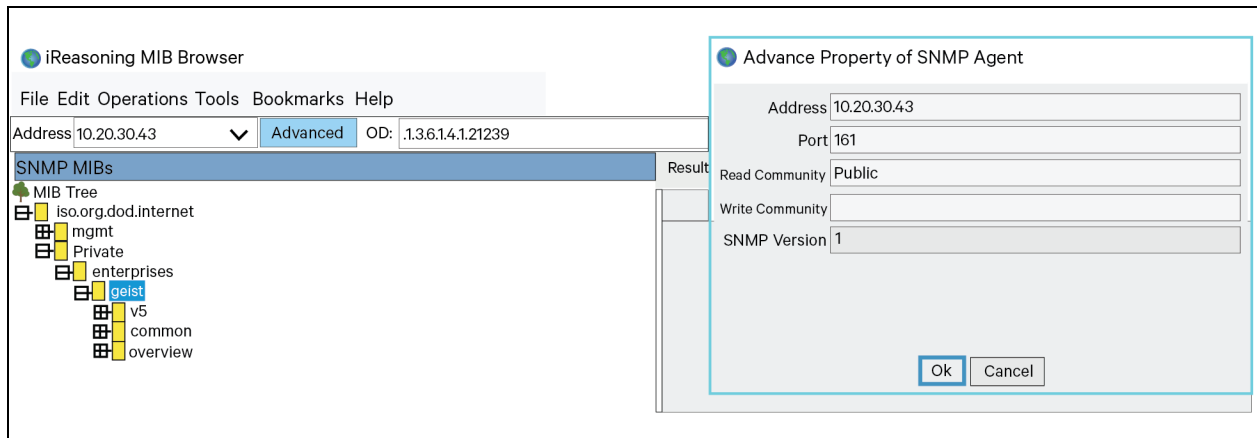 iReasoning MIB Browser
File Edit Operations Tools Bookmarks Help
Address 10.20.30.43 Advanced OD: .1.3.6.1.4.1.21239
SNMP MIBs
Result
MIB Tree
iso.org.dod.internet
mgmt
Private
enterprises
geist
v5
common
overview
Advance Property of SNMP Agent
Address 10.20.30.43
Port 161
Read Community Public
Write Community
SNMP Version 1
Ok Cancel